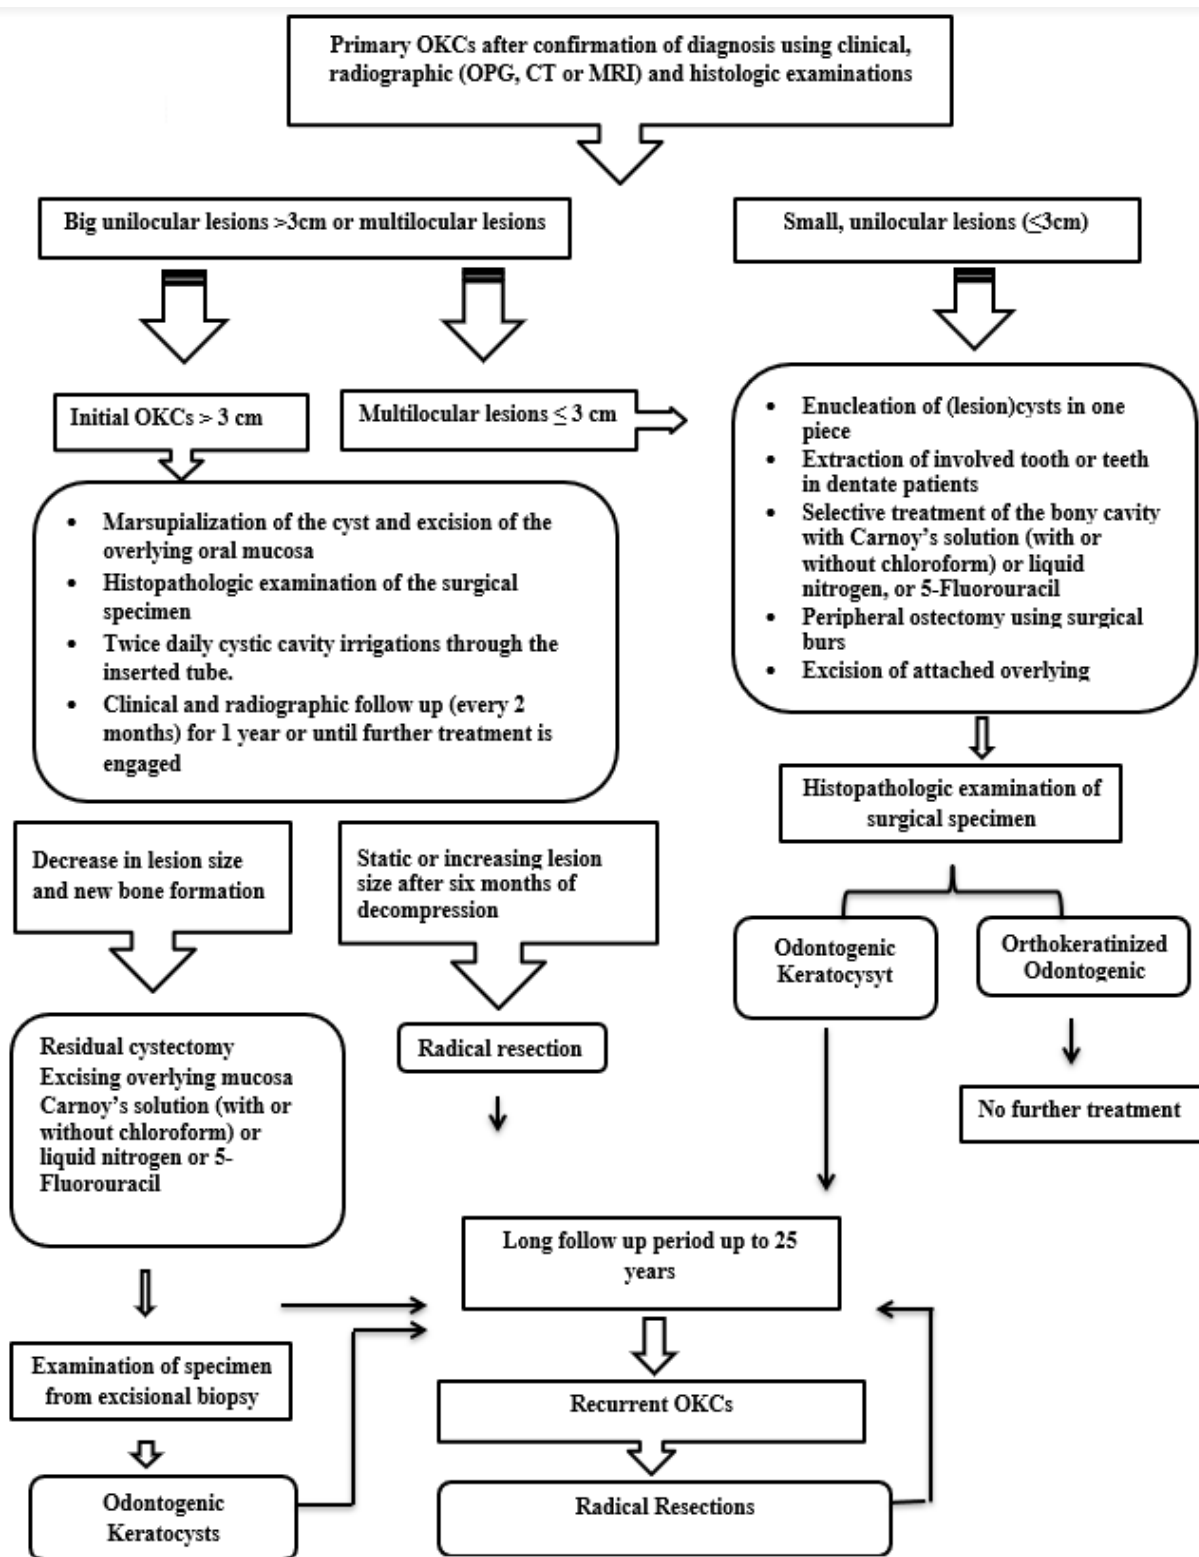 Primary OKCs after confirmation of diagnosis using clinical,
radiographic (OPG, CT or MRI) and histologic examinations
Big unilocular lesions >3cm or multilocular lesions
Small, unilocular lesions (≤3cm)
Initial OKCs > 3 cm
Multilocular lesions ≤ 3 cm
• Enucleation of (lesion)cysts in one
piece
• Extraction of involved tooth or teeth
in dentate patients
• Selective treatment of the bony cavity
with Carnoy's solution (with or
without chloroform) or liquid
nitrogen, or 5-Fluorouracil
• Peripheral ostectomy using surgical
burs
• Excision of attached overlying
• Marsupialization of the cyst and excision of the
overlying oral mucosa
• Histopathologic examination of the surgical
specimen
• Twice daily cystic cavity irrigations through the
inserted tube.
• Clinical and radiographic follow up (every 2
months) for 1 year or until further treatment is
engaged
Histopathologic examination of
surgical specimen
Decrease in lesion size
and new bone formation
Static or increasing lesion
size after six months of
decompression
Odontogenic
Keratocysyt
Orthokeratinized
Odontogenic
Residual cystectomy
Excising overlying mucosa
Carnoy's solution (with or
without chloroform) or
liquid nitrogen or 5-
Fluorouracil
Radical resection
No further treatment
Long follow up period up to 25
years
Examination of specimen
from excisional biopsy
Recurrent OKCs
Odontogenic
Keratocysts
Radical Resections